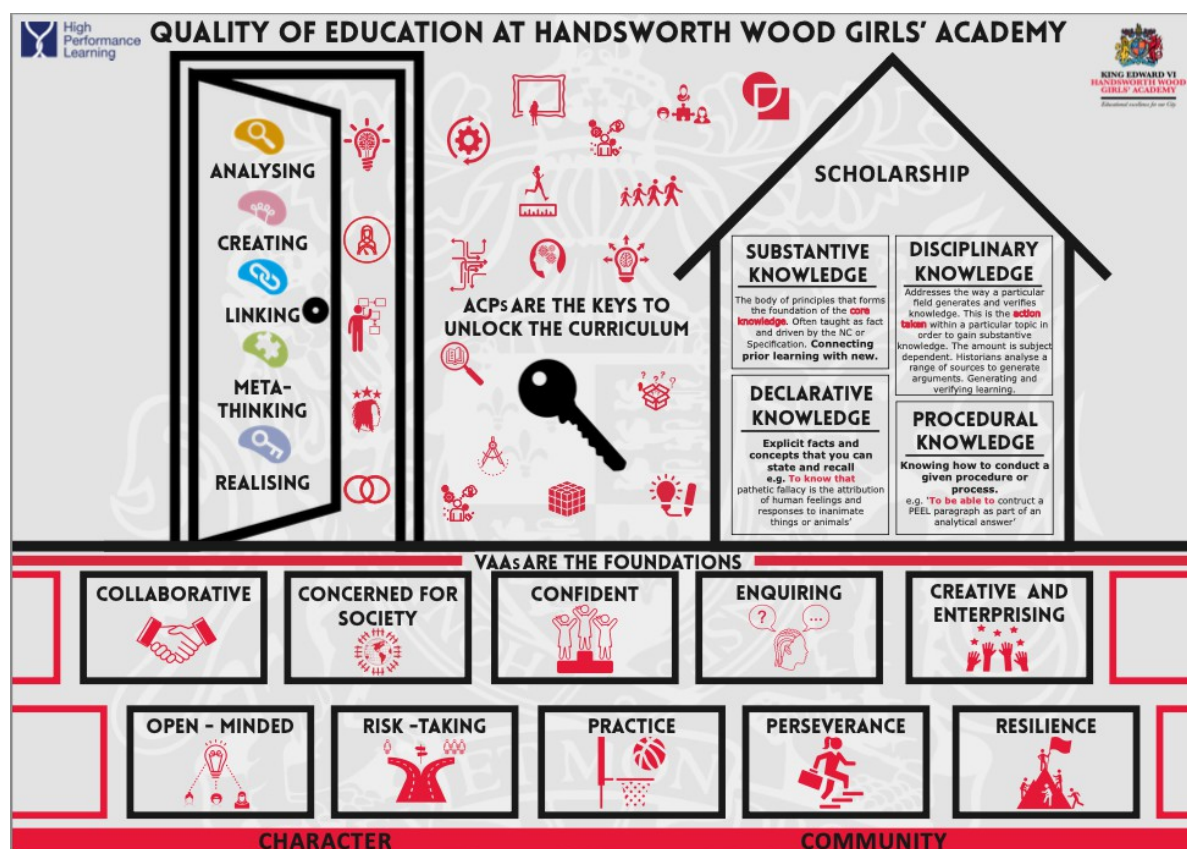 High
Performance
Learning
QUALITY OF EDUCATION AT HANDSWORTH WOOD GIRLS' ACADEMY
KING EDWARD VI
HANDSWORTH WOOD
GIRLS' ACADEMY
Educational excellence for our City
ANALYSING
CREATING
LINKING
META-
THINKING
REALISING
ACPs ARE THE KEYS TO
UNLOCK THE CURRICULUM
SCHOLARSHIP
SUBSTANTIVE
KNOWLEDGE
The body of principles that forms
the foundation of the core
knowledge. Often taught as fact
and driven by the NC or
Specification. Connecting
prior learning with new.
DISCIPLINARY
KNOWLEDGE
Addresses the way a particular
field generates and verifies
knowledge. This is the action
taken within a particular topic in
order to gain substantive
knowledge. The amount is subject
dependent. Historians analyse a
range of sources to generate
arguments. Generating and
verifying learning.
DECLARATIVE
KNOWLEDGE
Explicit facts and
concepts that you can
state and recall
e.g. To know that
pathetic fallacy is the attribution
of human feelings and
responses to inanimate
things or animals'
PROCEDURAL
KNOWLEDGE
Knowing how to conduct a
given procedure or
process.
e.g. 'To be able to contruct a
PEEL paragraph as part of an
analytical answer'
VAAs ARE THE FOUNDATIONS
COLLABORATIVE
CONCERNED FOR
SOCIETY
CONFIDENT
ENQUIRING
? ...
CREATIVE AND
ENTERPRISING
OPEN - MINDED
RISK -TAKING
PRACTICE
PERSEVERANCE
RESILIENCE
CHARACTER
COMMUNITY